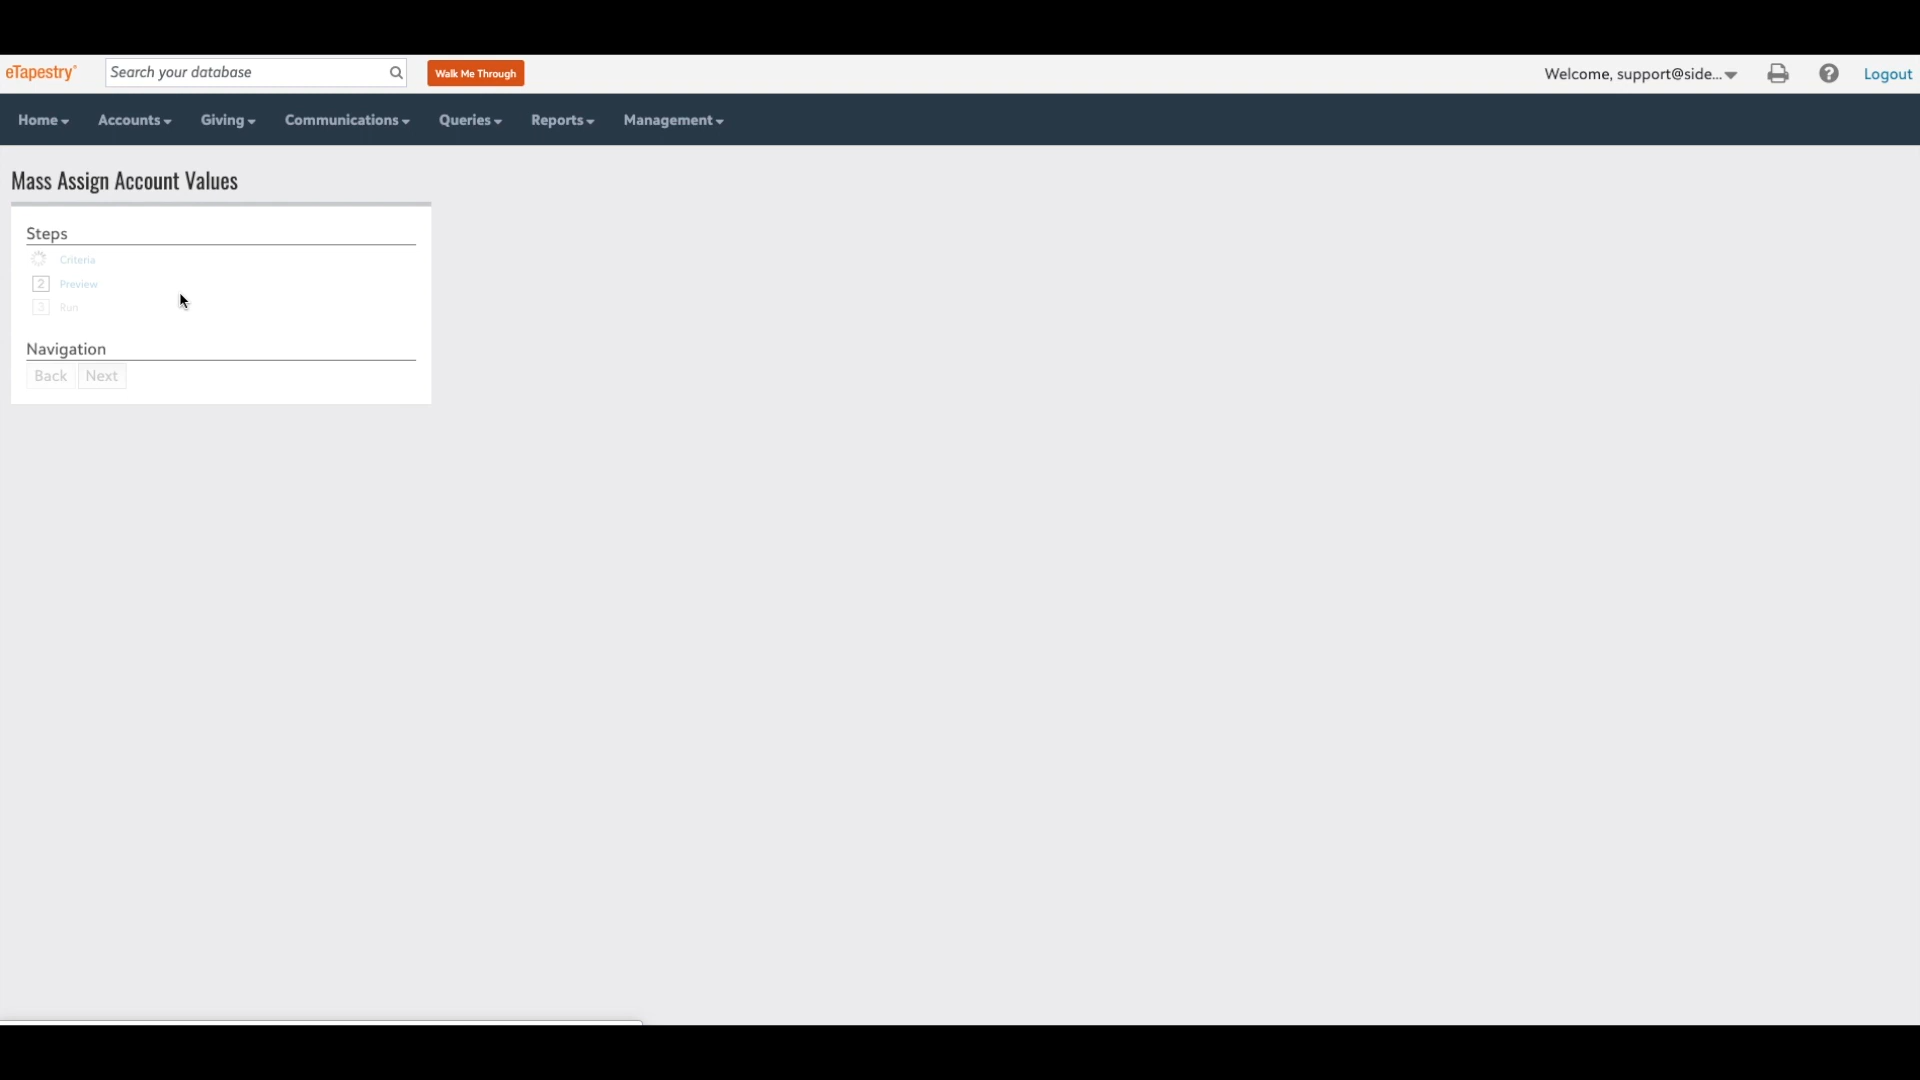 eTapestry®
Search your database
Walk Me Through
Welcome, support@side...
?
Logout
Home
Accounts
Giving
Communications
Queries
Reports
Management
Mass Assign Account Values
Steps
Criteria
2 Preview
3 Run
Navigation
Back Next